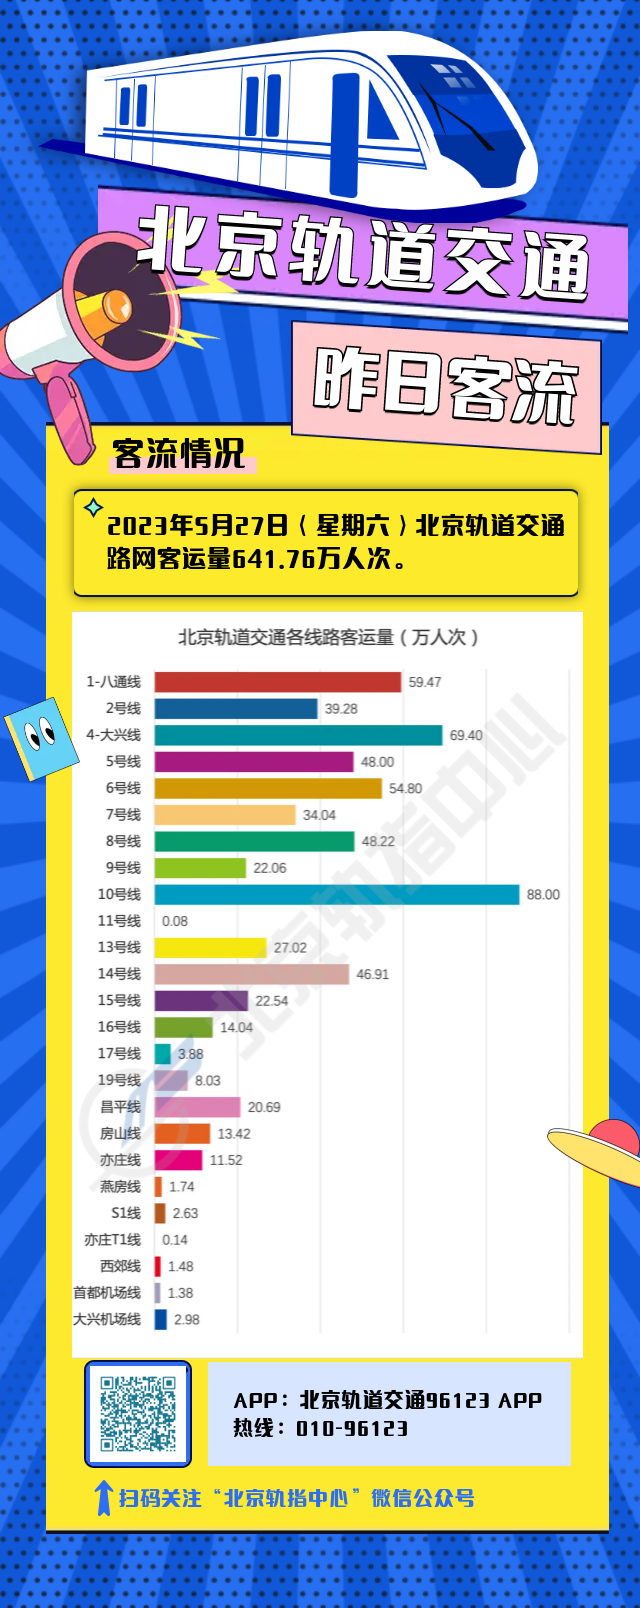 北京轨道交通
昨日客流
客流情况
2023年5月27日（星期六）北京轨道交通
路网客运量641.76万人次。
北京轨道交通各线路客运量（万人次）
1-八通线 59.47
2号线 39.28
4-大兴线 69.40
5号线 48.00
6号线 54.80
7号线 34.04
8号线 48.22
9号线 22.06
10号线 88.00
11号线 0.08
13号线 27.02
14号线 46.91
15号线 22.54
16号线 14.04
17号线 3.88
19号线 8.03
昌平线 20.69
房山线 13.42
亦庄线 11.52
燕房线 1.74
S1线 2.63
亦庄T1线 0.14
西郊线 1.48
首都机场线 1.38
大兴机场线 2.98
北京轨指中心
APP：北京轨道交通96123 APP
热线：010-96123
扫码关注“北京轨指中心”微信公众号